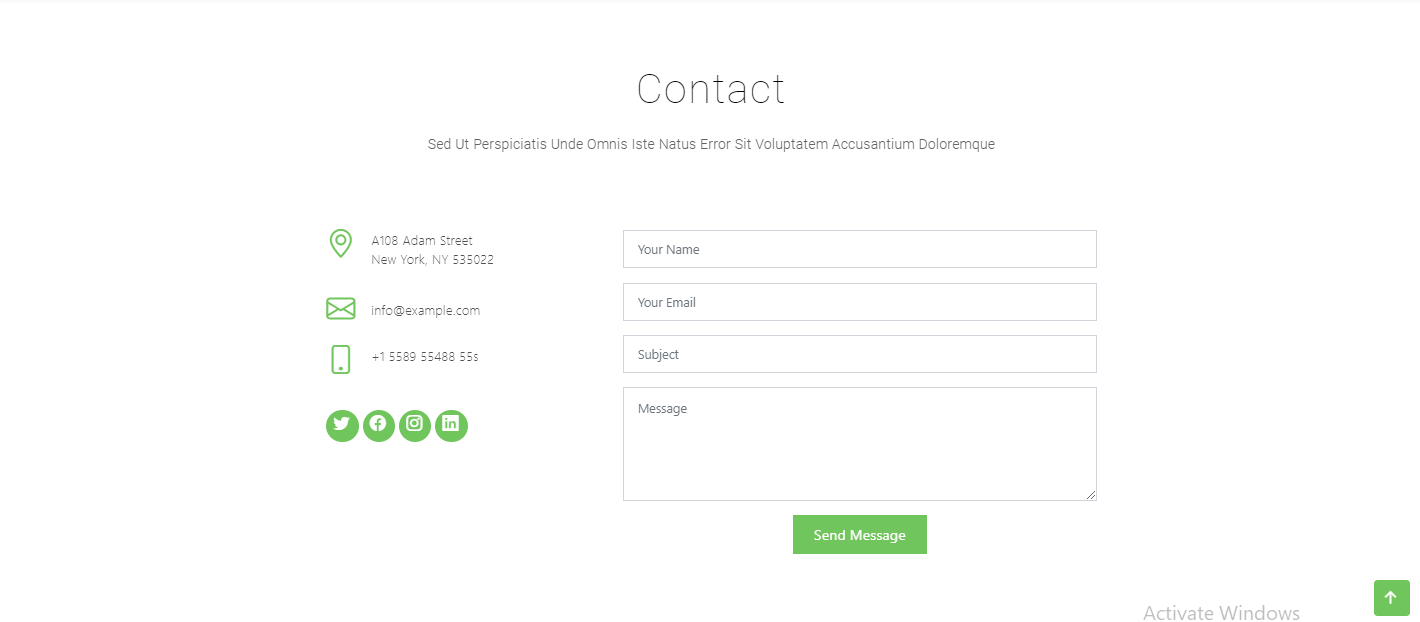 Contact
Sed Ut Perspiciatis Unde Omnis Iste Natus Error Sit Voluptatem Accusantium Doloremque
A108 Adam Street
New York, NY 535022
info@example.com
+1 5589 55488 55s
Your Name
Your Email
Subject
Message
Send Message
Activate Windows